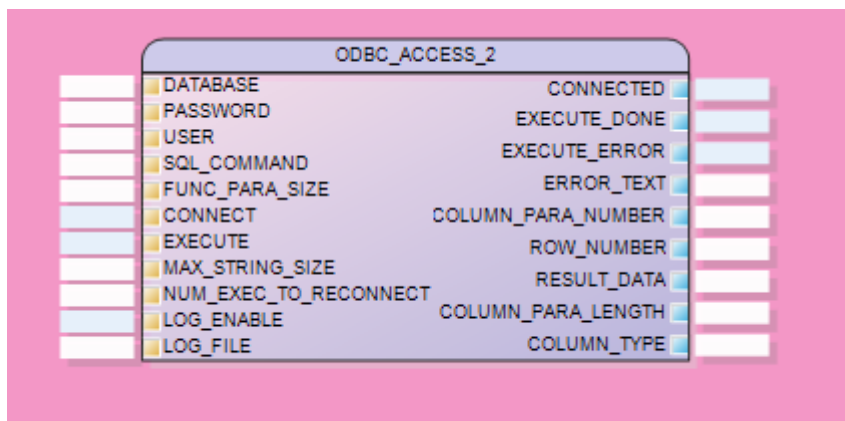 ODBC_ACCESS_2
DATABASE
PASSWORD
USER
SQL_COMMAND
FUNC_PARA_SIZE
CONNECT
EXECUTE
MAX_STRING_SIZE
NUM_EXEC_TO_RECONNECT
LOG_ENABLE
LOG_FILE
CONNECTED
EXECUTE_DONE
EXECUTE_ERROR
ERROR_TEXT
COLUMN_PARA_NUMBER
ROW_NUMBER
RESULT_DATA
COLUMN_PARA_LENGTH
COLUMN_TYPE